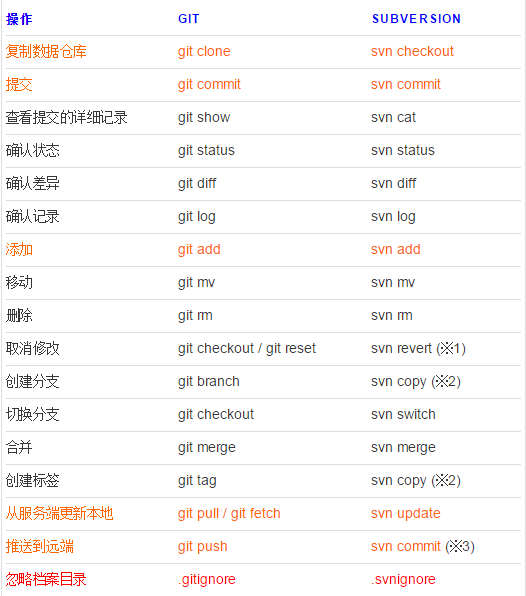 操作 GIT SUBVERSION
复制数据仓库 git clone svn checkout
提交 git commit svn commit
查看提交的详细记录 git show svn cat
确认状态 git status svn status
确认差异 git diff svn diff
确认记录 git log svn log
添加 git add svn add
移动 git mv svn mv
删除 git rm svn rm
取消修改 git checkout / git reset svn revert (※1)
创建分支 git branch svn copy (※2)
切换分支 git checkout svn switch
合并 git merge svn merge
创建标签 git tag svn copy (※2)
从服务端更新本地 git pull / git fetch svn update
推送到远端 git push svn commit (※3)
忽略档案目录 .gitignore .svnignore